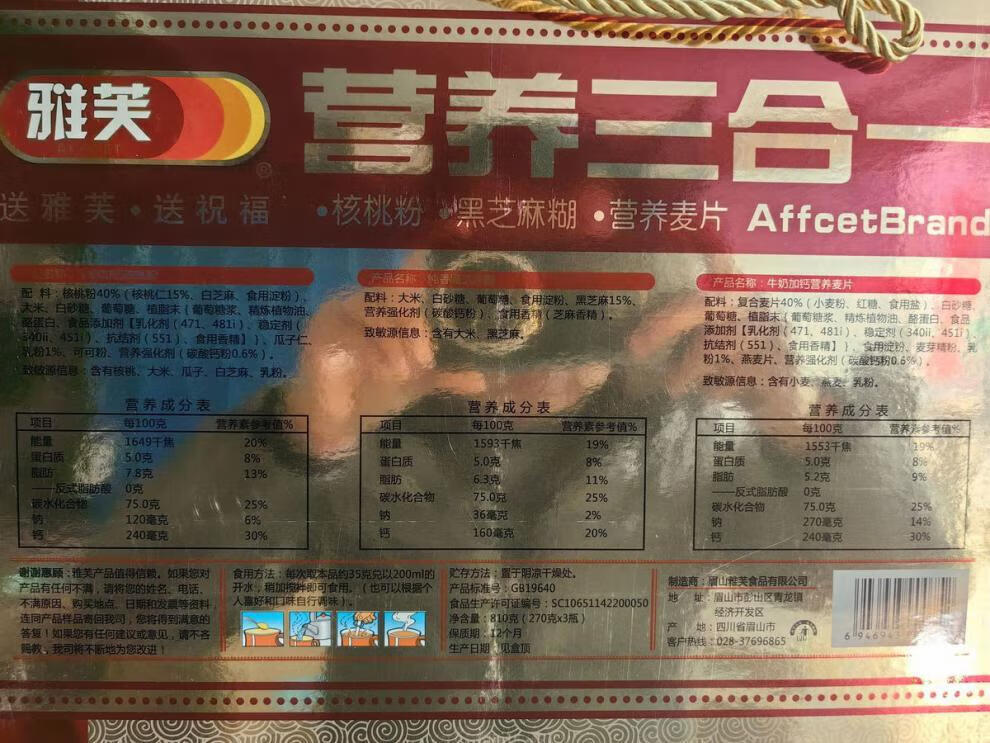 雅芙
®
营养三合一
送雅芙·送祝福 ·核桃粉 ·黑芝麻糊 ·营养麦片 AffcetBrand
配 料：核桃粉40%（核桃仁15%、白芝麻、食用淀粉）、
大米、白砂糖、葡萄糖、植脂末（葡萄糖浆、精炼植物油、
酪蛋白、食品添加剂【乳化剂（471、481i）、稳定剂（
340ii、451i）、抗结剂（551）、食用香精】）、瓜子仁、
乳粉1%、可可粉、营养强化剂（碳酸钙粉0.6%）。
致敏源信息：含有核桃、大米、瓜子、白芝麻、乳粉。
营养成分表
项目 每100克 营养素参考值%
能量 1649千焦 20%
蛋白质 5.0克 8%
脂肪 7.8克 13%
——反式脂肪酸 0克
碳水化合物 75.0克 25%
钠 120毫克 6%
钙 240毫克 30%
产品名称：
配料：大米、白砂糖、葡萄糖、食用淀粉、黑芝麻15%、
营养强化剂（碳酸钙粉）、食用香精（芝麻香精）。
致敏源信息：含有大米、黑芝麻。
营养成分表
项目 每100克 营养素参考值%
能量 1593千焦 19%
蛋白质 5.0克 8%
脂肪 6.3克 11%
碳水化合物 75.0克 25%
钠 36毫克 2%
钙 160毫克 20%
产品名称：牛奶加钙营养麦片
配料：复合麦片40%（小麦粉、红糖、食用盐）、白砂
糖、葡萄糖、植脂末（葡萄糖浆、精炼植物油、酪蛋白、食品
添加剂【乳化剂（471、481i）、稳定剂（340ii、451i）、
抗结剂（551）、食用香精】）、食用淀粉、麦芽精粉、乳
粉1%、燕麦片、营养强化剂（碳酸钙粉0.6%）。
致敏源信息：含有小麦、燕麦、乳粉。
营养成分表
项目 每100克 营养素参考值%
能量 1553千焦 19%
蛋白质 5.0克 8%
脂肪 5.2克 9%
——反式脂肪酸 0克
碳水化合物 75.0克 25%
钠 270毫克 14%
钙 240毫克 30%
谢谢惠顾：雅芙产品值得信赖。如果您对
产品有任何不满，请将您的姓名、电话、
不满原因、购买地点、日期和发票等资料
连同产品样品寄回我司，您将得到满意的
答复！如果您有任何建议或意见，请不吝
赐教，我司将不断地为您改进！
食用方法：每次取本品约35克兑以200ml的
开水，稍加搅拌即可食用。（也可以根据个
人喜好和口味自行调味）。
贮存方法：置于阴凉干燥处。
产品标准号：GB19640
食品生产许可证编号：SC10651142200050
净含量：810克（270克x3瓶）
保质期：12个月
生产日期：见盒顶
制造商：眉山雅芙食品有限公司
地 址：眉山市彭山区青龙镇
经济开发区
产 地：四川省眉山市
客户热线：028-37696865